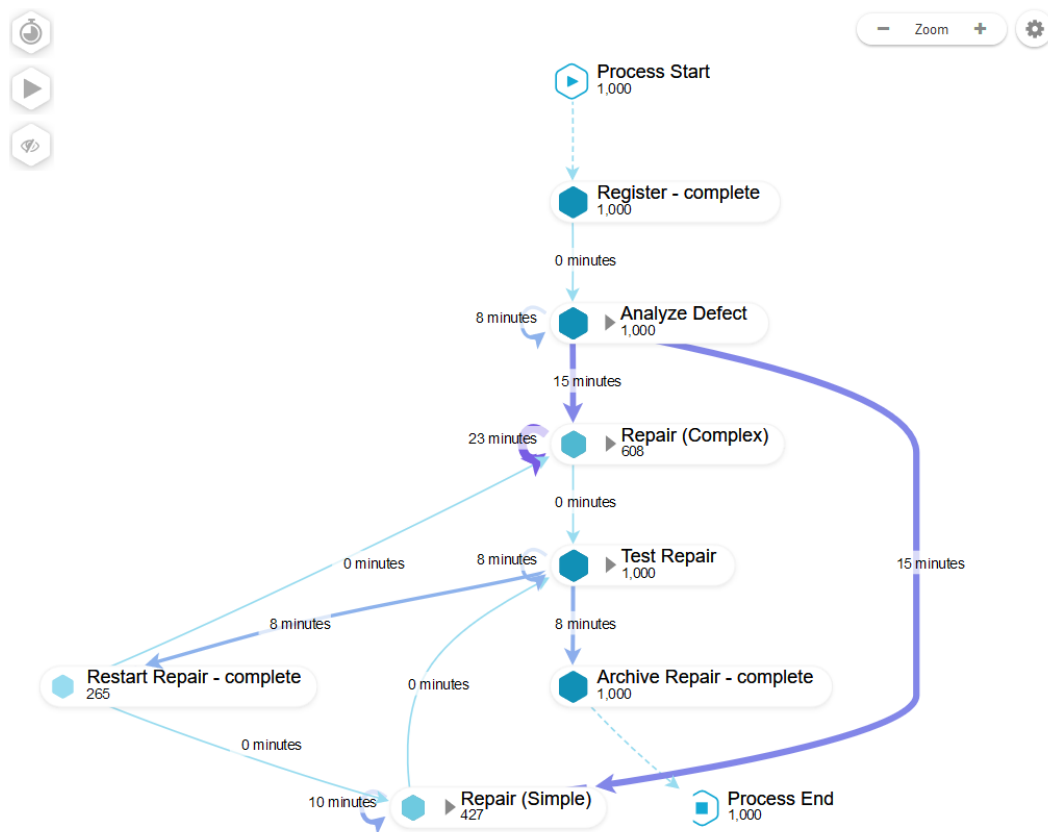 Zoom
Process Start
1,000
Register - complete
1,000
0 minutes
8 minutes
Analyze Defect
1,000
15 minutes
23 minutes
Repair (Complex)
608
0 minutes
8 minutes
Test Repair
1,000
0 minutes
15 minutes
8 minutes
8 minutes
Restart Repair - complete
265
0 minutes
Archive Repair - complete
1,000
0 minutes
10 minutes
Repair (Simple)
427
Process End
1,000